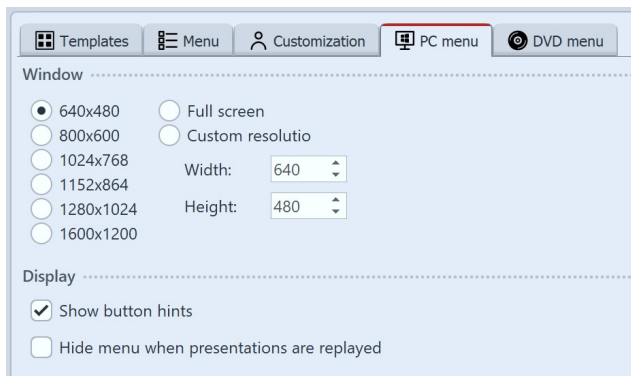 Templates Menu Customization PC menu DVD menu
Window
640x480 Full screen
800x600 Custom resolutio
1024x768 Width: 640
1152x864
1280x1024 Height: 480
1600x1200
Display
Show button hints
Hide menu when presentations are replayed